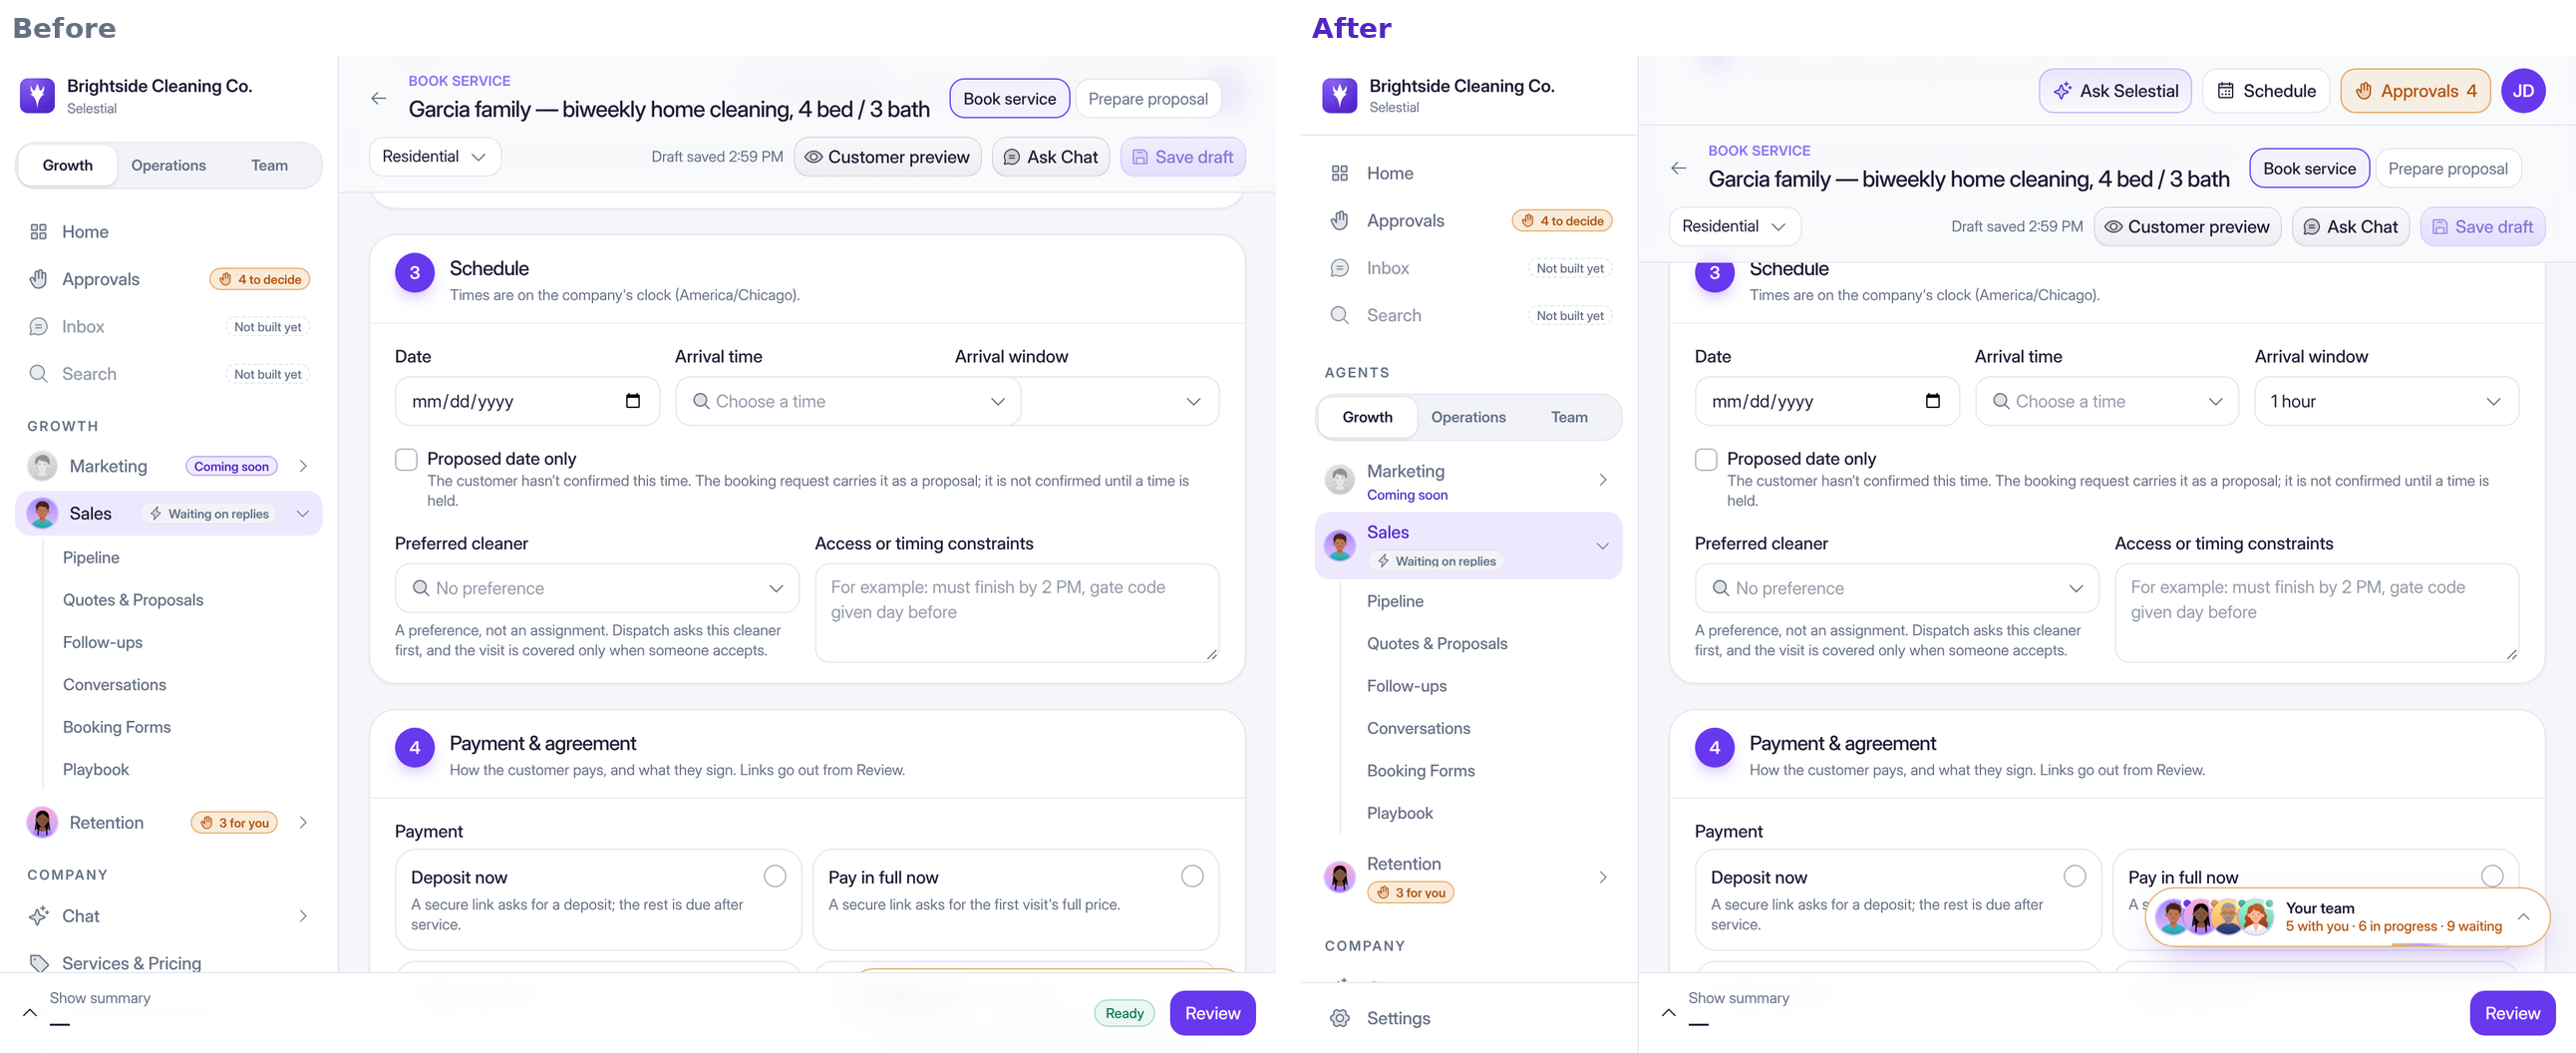 Before
Brightside Cleaning Co.
Selestial
Growth
Operations
Team
Home
Approvals
4 to decide
Inbox
Not built yet
Search
Not built yet
GROWTH
Marketing
Coming soon
Sales
Waiting on replies
Pipeline
Quotes & Proposals
Follow-ups
Conversations
Booking Forms
Playbook
Retention
3 for you
COMPANY
Chat
Services & Pricing
BOOK SERVICE
Garcia family — biweekly home cleaning, 4 bed / 3 bath
Book service
Prepare proposal
Residential
Draft saved 2:59 PM
Customer preview
Ask Chat
Save draft
3
Schedule
Times are on the company's clock (America/Chicago).
Date
Arrival time
Arrival window
mm/dd/yyyy
Choose a time
Proposed date only
The customer hasn't confirmed this time. The booking request carries it as a proposal; it is not confirmed until a time is
held.
Preferred cleaner
Access or timing constraints
No preference
For example: must finish by 2 PM, gate code
given day before
A preference, not an assignment. Dispatch asks this cleaner
first, and the visit is covered only when someone accepts.
4
Payment & agreement
How the customer pays, and what they sign. Links go out from Review.
Payment
Deposit now
A secure link asks for a deposit; the rest is due after
service.
Pay in full now
A secure link asks for the first visit's full price.
Show summary
—
Ready
Review
After
Brightside Cleaning Co.
Selestial
Home
Approvals
4 to decide
Inbox
Not built yet
Search
Not built yet
AGENTS
Growth
Operations
Team
Marketing
Coming soon
Sales
Waiting on replies
Pipeline
Quotes & Proposals
Follow-ups
Conversations
Booking Forms
Playbook
Retention
3 for you
COMPANY
Settings
Ask Selestial
Schedule
Approvals 4
JD
BOOK SERVICE
Garcia family — biweekly home cleaning, 4 bed / 3 bath
Book service
Prepare proposal
Residential
Draft saved 2:59 PM
Customer preview
Ask Chat
Save draft
3
Schedule
Times are on the company's clock (America/Chicago).
Date
Arrival time
Arrival window
mm/dd/yyyy
Choose a time
1 hour
Proposed date only
The customer hasn't confirmed this time. The booking request carries it as a proposal; it is not confirmed until a time is
held.
Preferred cleaner
Access or timing constraints
No preference
For example: must finish by 2 PM, gate code
given day before
A preference, not an assignment. Dispatch asks this cleaner
first, and the visit is covered only when someone accepts.
4
Payment & agreement
How the customer pays, and what they sign. Links go out from Review.
Payment
Deposit now
A secure link asks for a deposit; the rest is due after
service.
Pay in full now
A s
Your team
5 with you · 6 in progress · 9 waiting
Show summary
—
Review